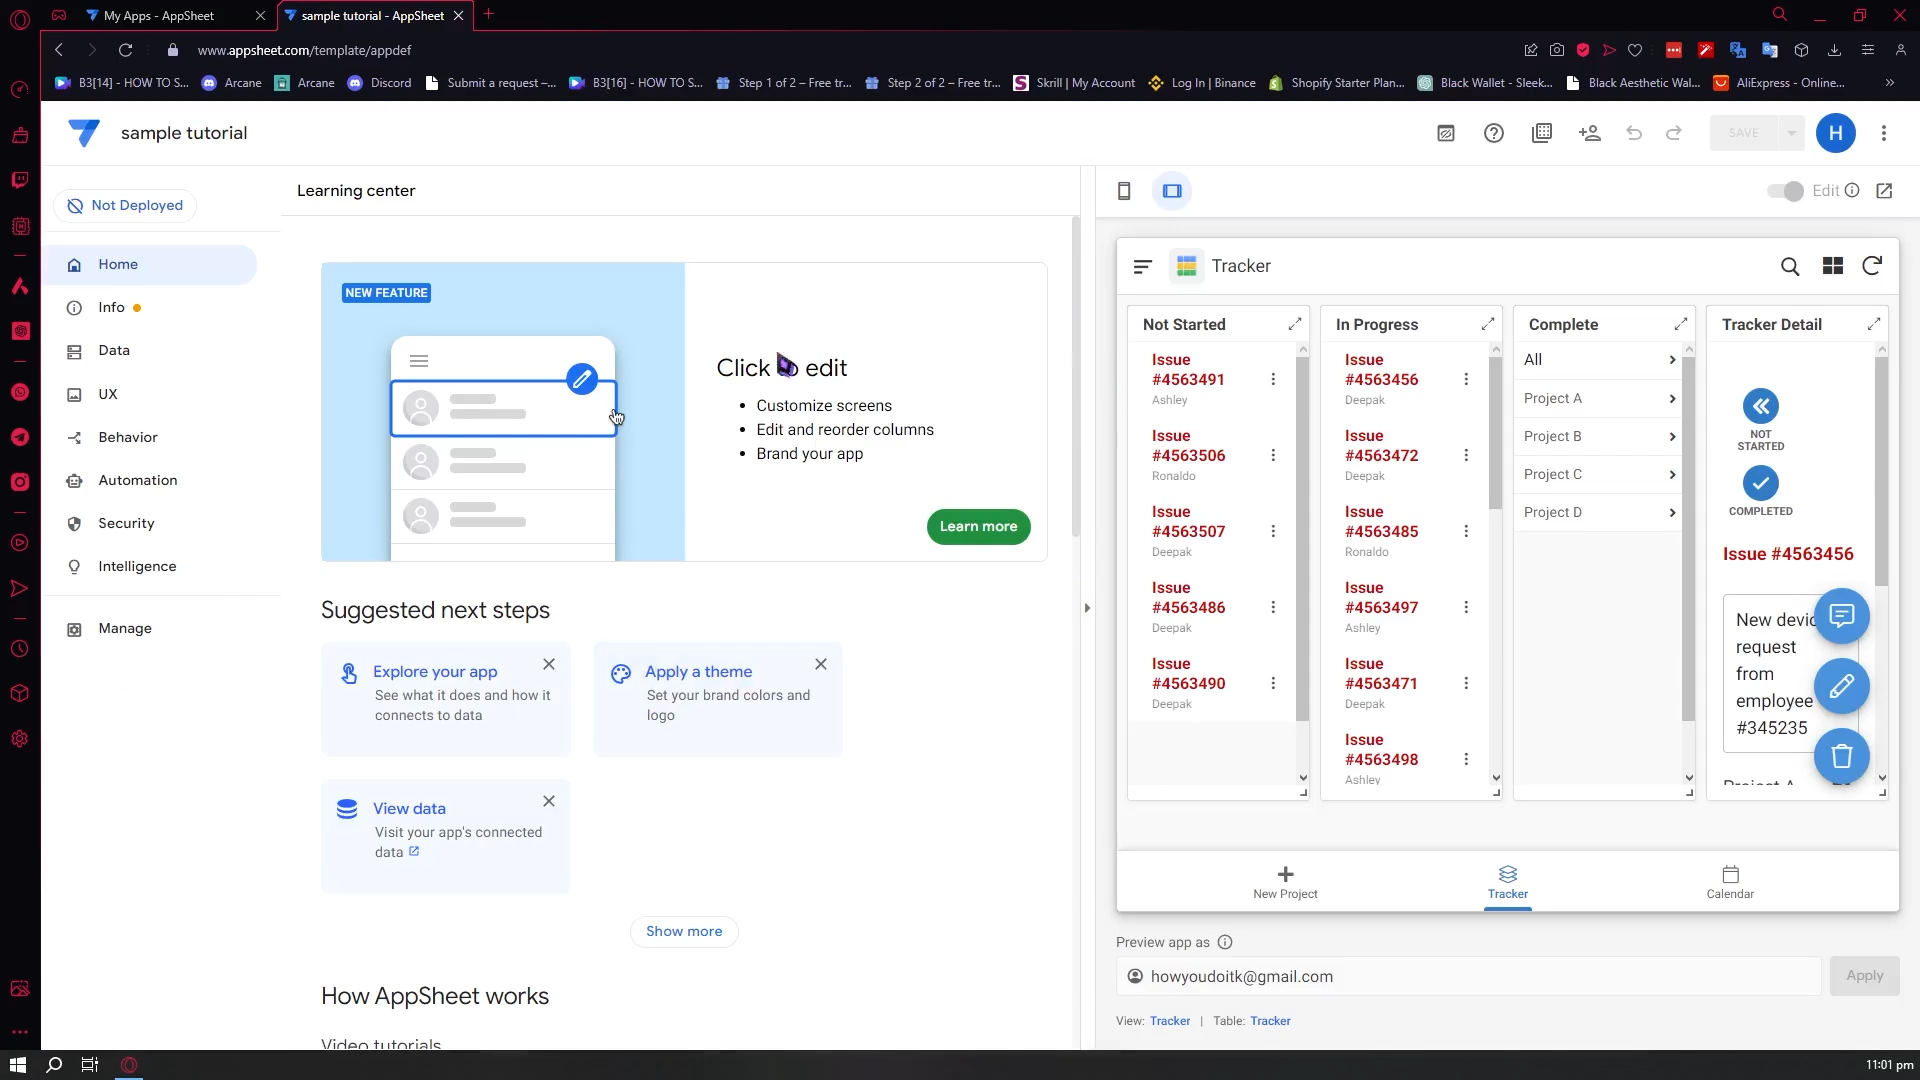 My Apps - AppSheet
sample tutorial - AppSheet
www.appsheet.com/template/appdef
B3[14] - HOW TO S...
Arcane
Arcane
Discord
Submit a request –...
B3[16] - HOW TO S...
Step 1 of 2 – Free tr...
Step 2 of 2 – Free tr...
Skrill | My Account
Log In | Binance
Shopify Starter Plan...
Black Wallet - Sleek...
Black Aesthetic Wal...
AliExpress - Online...
sample tutorial
SAVE
H
Not Deployed
Home
Info
Data
UX
Behavior
Automation
Security
Intelligence
Manage
Learning center
NEW FEATURE
Click to edit
• Customize screens
• Edit and reorder columns
• Brand your app
Learn more
Suggested next steps
Explore your app
See what it does and how it
connects to data
Apply a theme
Set your brand colors and
logo
View data
Visit your app's connected
data
Show more
How AppSheet works
Video tutorials
Edit
Tracker
Not Started
Issue
#4563491
Ashley
Issue
#4563506
Ronaldo
Issue
#4563507
Deepak
Issue
#4563486
Deepak
Issue
#4563490
Deepak
In Progress
Issue
#4563456
Deepak
Issue
#4563472
Deepak
Issue
#4563485
Ronaldo
Issue
#4563497
Ashley
Issue
#4563471
Deepak
Issue
#4563498
Ashley
Complete
All
Project A
Project B
Project C
Project D
Tracker Detail
NOT
STARTED
COMPLETED
Issue #4563456
New devic
request
from
employee
#345235
Project A
New Project
Tracker
Calendar
Preview app as
howyoudoitk@gmail.com
Apply
View: Tracker | Table: Tracker
11:01 pm